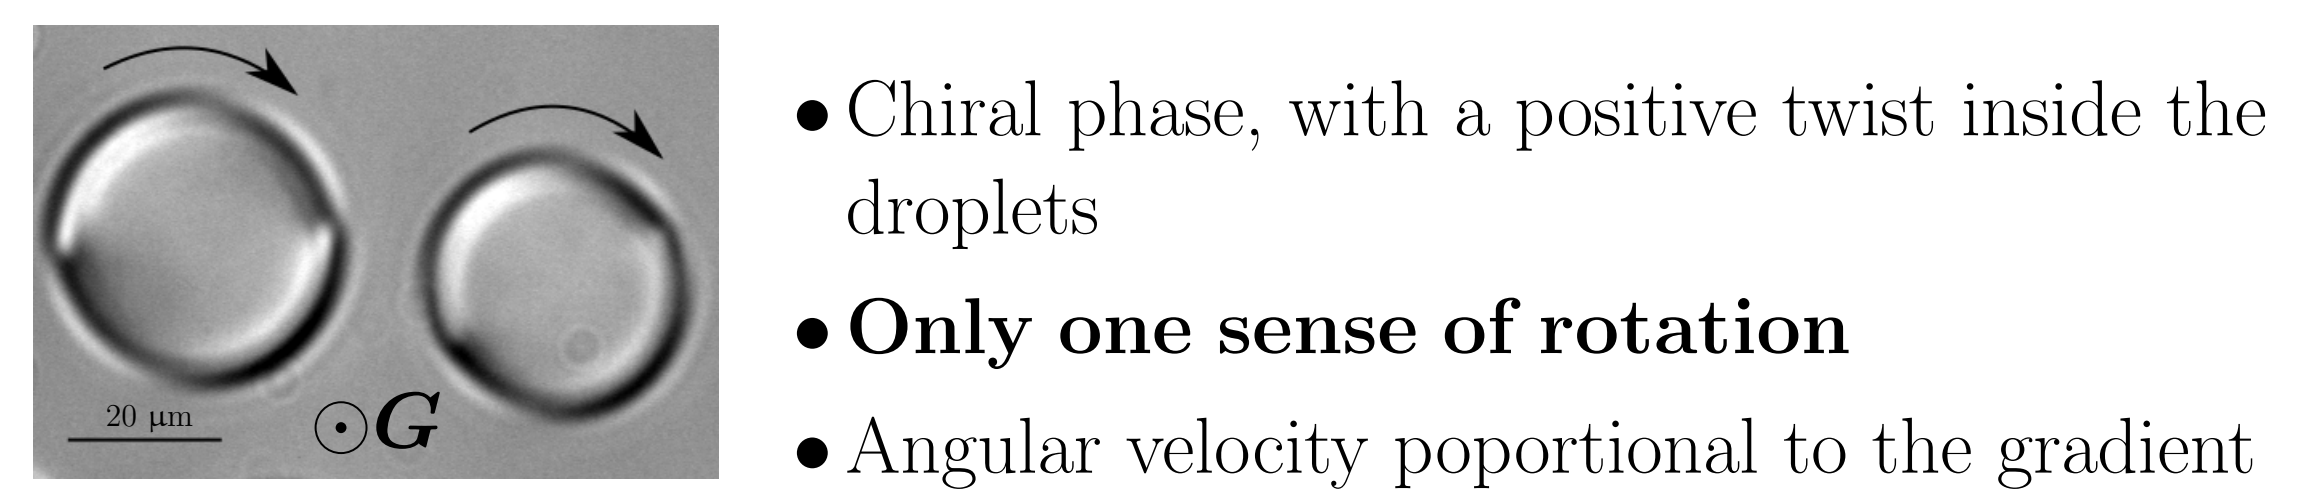 20 μm
G
• Chiral phase, with a positive twist inside the
droplets
• Only one sense of rotation
• Angular velocity poportional to the gradient